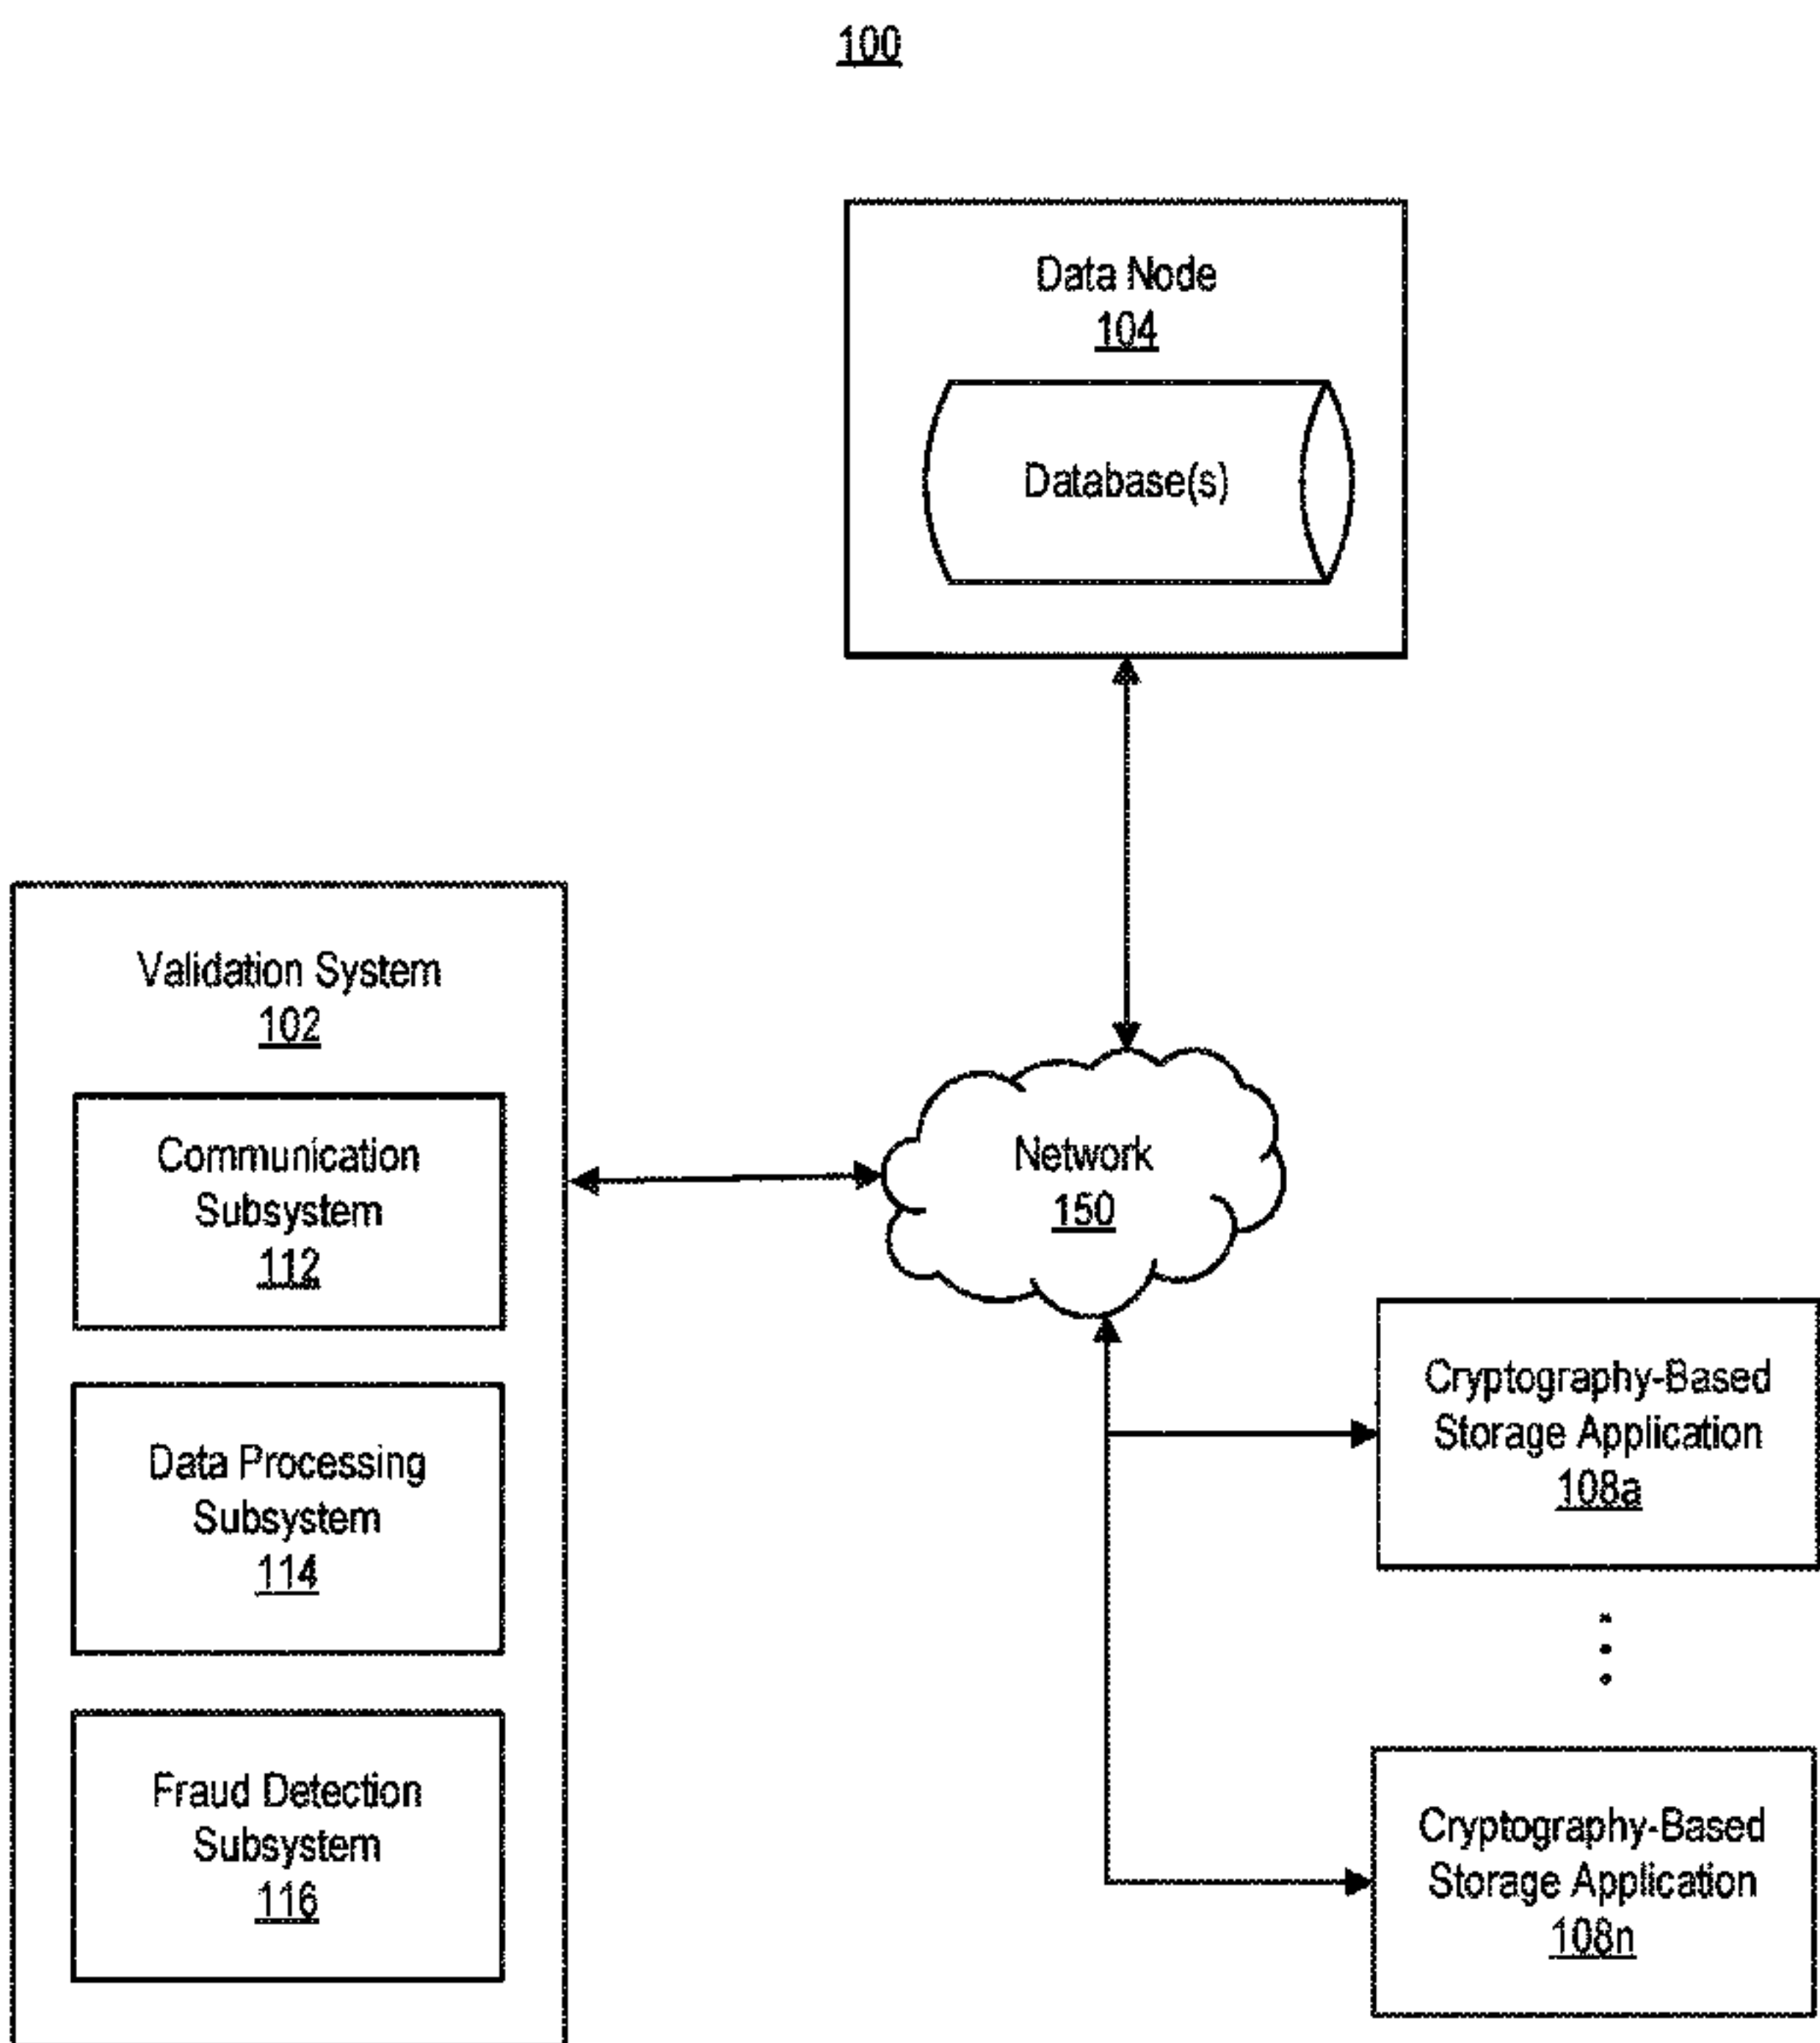 100
Data Node
104
Database(s)
Validation System
102
Communication
Subsystem
112
Data Processing
Subsystem
114
Fraud Detection
Subsystem
116
Network
150
Cryptography-Based
Storage Application
108a
Cryptography-Based
Storage Application
108n